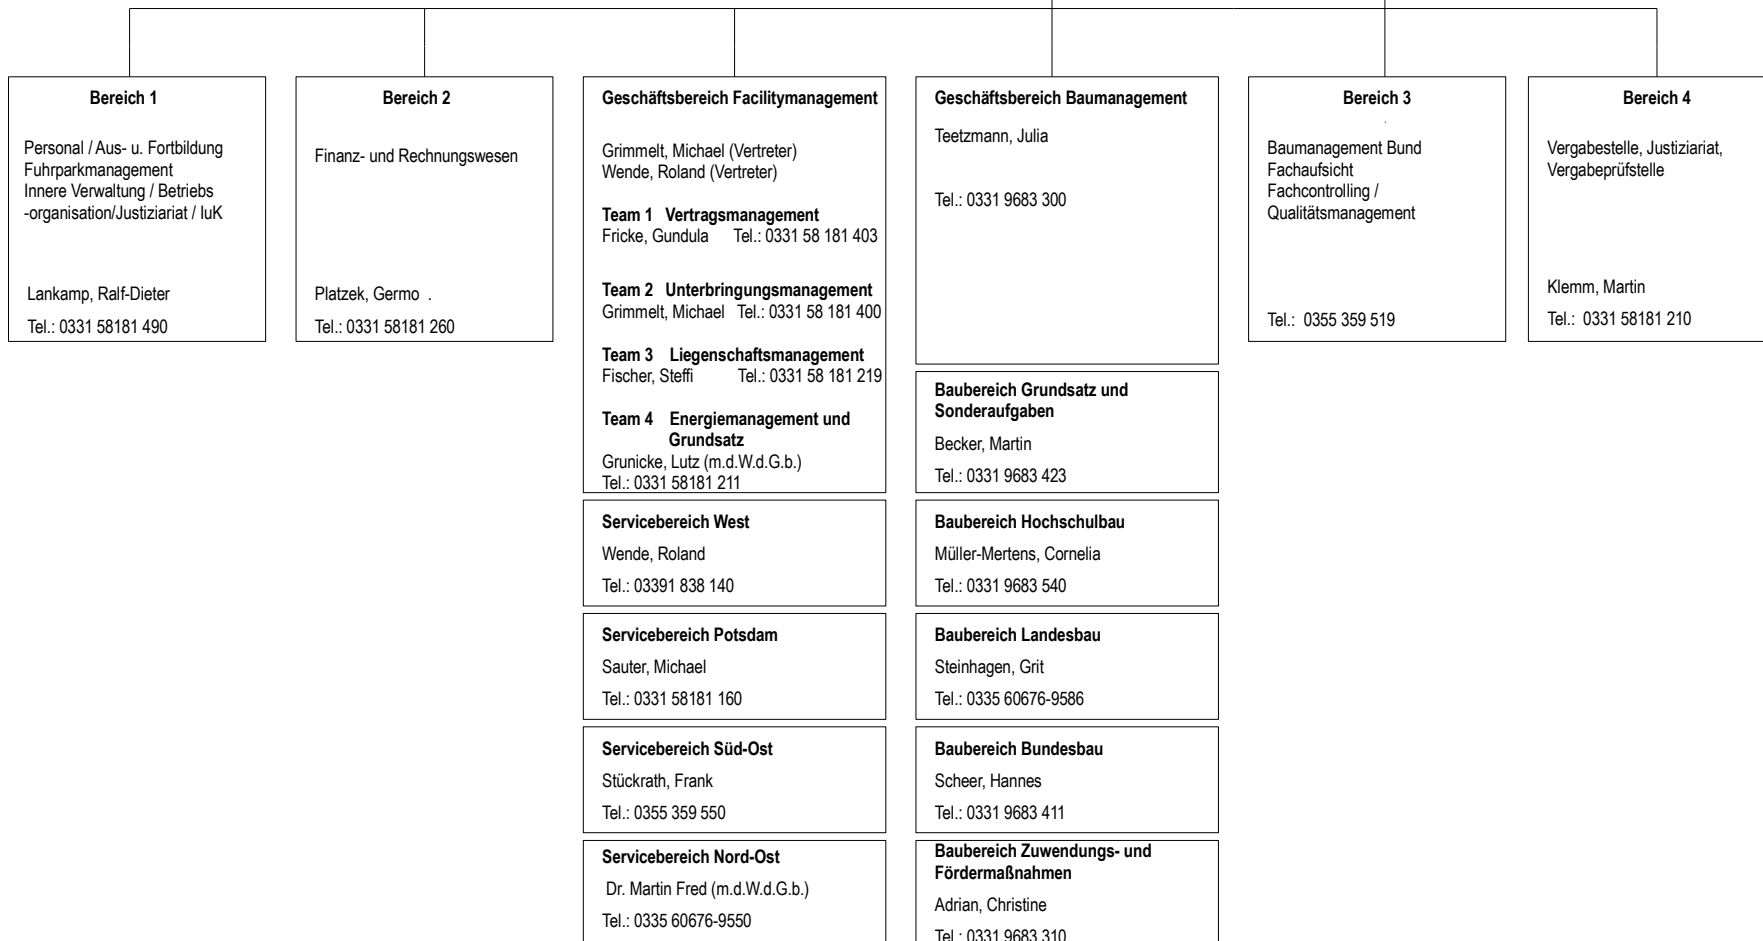 Bereich 1
Personal / Aus- u. Fortbildung
Fuhrparkmanagement
Innere Verwaltung / Betriebs
-organisation/Justiziariat / IuK
Lankamp, Ralf-Dieter
Tel.: 0331 58181 490
Bereich 2
Finanz- und Rechnungswesen
Platzek, Germo .
Tel.: 0331 58181 260
Geschäftsbereich Facilitymanagement
Grimmelt, Michael (Vertreter)
Wende, Roland (Vertreter)
Team 1 Vertragsmanagement
Fricke, Gundula Tel.: 0331 58 181 403
Team 2 Unterbringungsmanagement
Grimmelt, Michael Tel.: 0331 58 181 400
Team 3 Liegenschaftsmanagement
Fischer, Steffi Tel.: 0331 58 181 219
Team 4 Energiemanagement und
Grundsatz
Grunicke, Lutz (m.d.W.d.G.b.)
Tel.: 0331 58181 211
Servicebereich West
Wende, Roland
Tel.: 03391 838 140
Servicebereich Potsdam
Sauter, Michael
Tel.: 0331 58181 160
Servicebereich Süd-Ost
Stückrath, Frank
Tel.: 0355 359 550
Servicebereich Nord-Ost
Dr. Martin Fred (m.d.W.d.G.b.)
Tel.: 0335 60676-9550
Geschäftsbereich Baumanagement
Teetzmann, Julia
Tel.: 0331 9683 300
Baubereich Grundsatz und
Sonderaufgaben
Becker, Martin
Tel.: 0331 9683 423
Baubereich Hochschulbau
Müller-Mertens, Cornelia
Tel.: 0331 9683 540
Baubereich Landesbau
Steinhagen, Grit
Tel.: 0335 60676-9586
Baubereich Bundesbau
Scheer, Hannes
Tel.: 0331 9683 411
Baubereich Zuwendungs- und
Fördermaßnahmen
Adrian, Christine
Tel.: 0331 9683 310
Bereich 3
Baumanagement Bund
Fachaufsicht
Fachcontrolling /
Qualitätsmanagement
Tel.: 0355 359 519
Bereich 4
Vergabestelle, Justiziariat,
Vergabeprüfstelle
Klemm, Martin
Tel.: 0331 58181 210